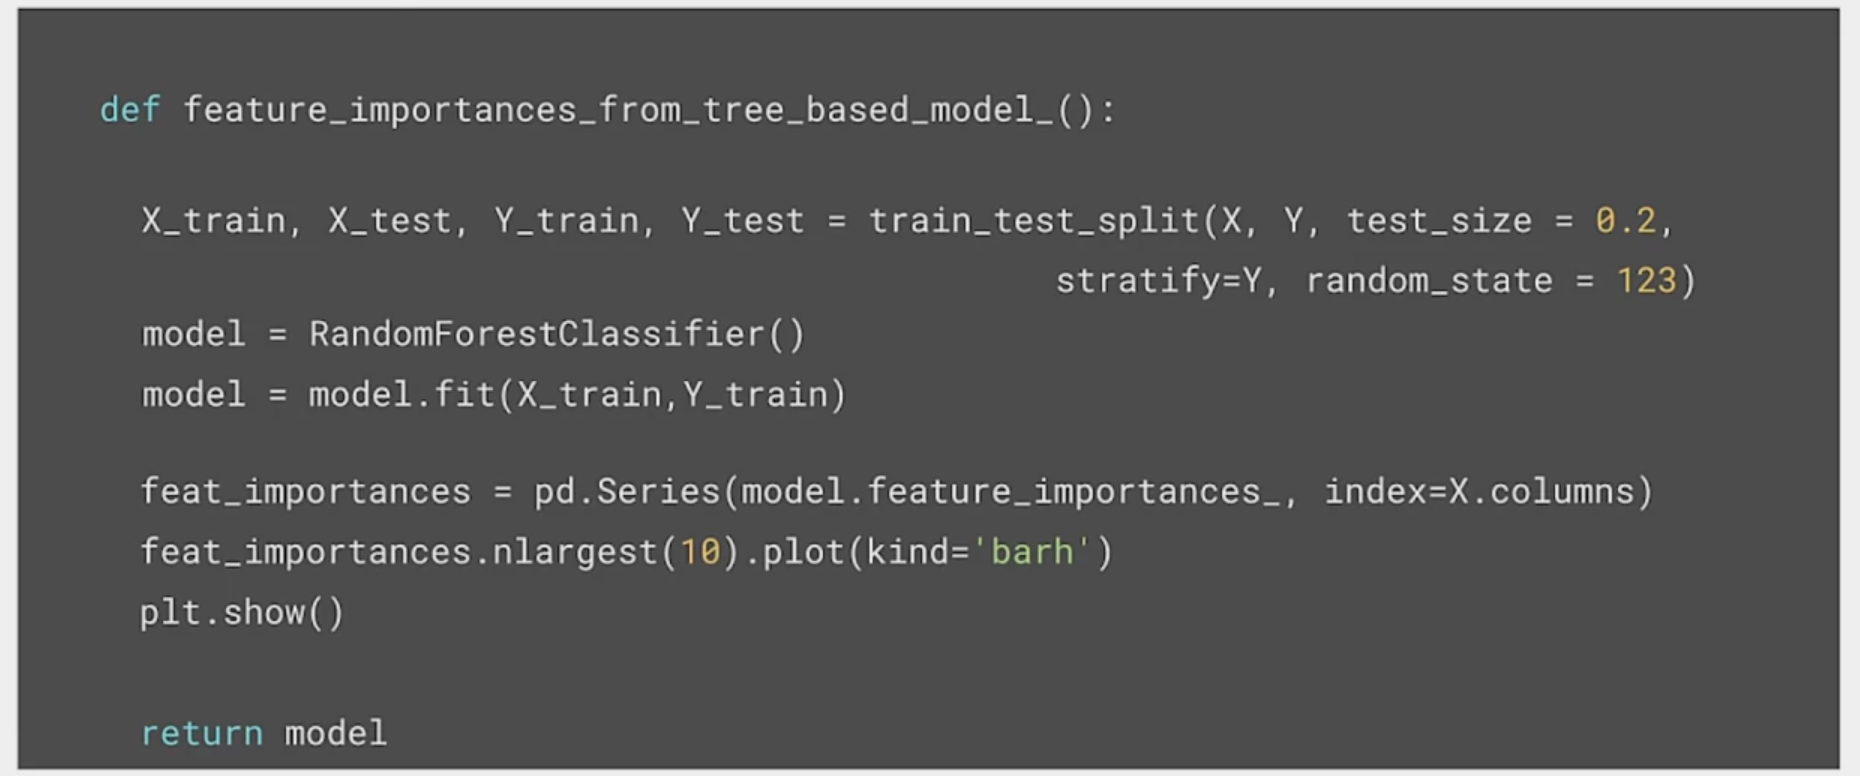 def feature_importances_from_tree_based_model_():
X_train, X_test, Y_train, Y_test = train_test_split(X, Y, test_size = 0.2,
stratify=Y, random_state = 123)
model = RandomForestClassifier()
model = model.fit(X_train,Y_train)
feat_importances = pd.Series(model.feature_importances_, index=X.columns)
feat_importances.nlargest(10).plot(kind='barh')
plt.show()
return model